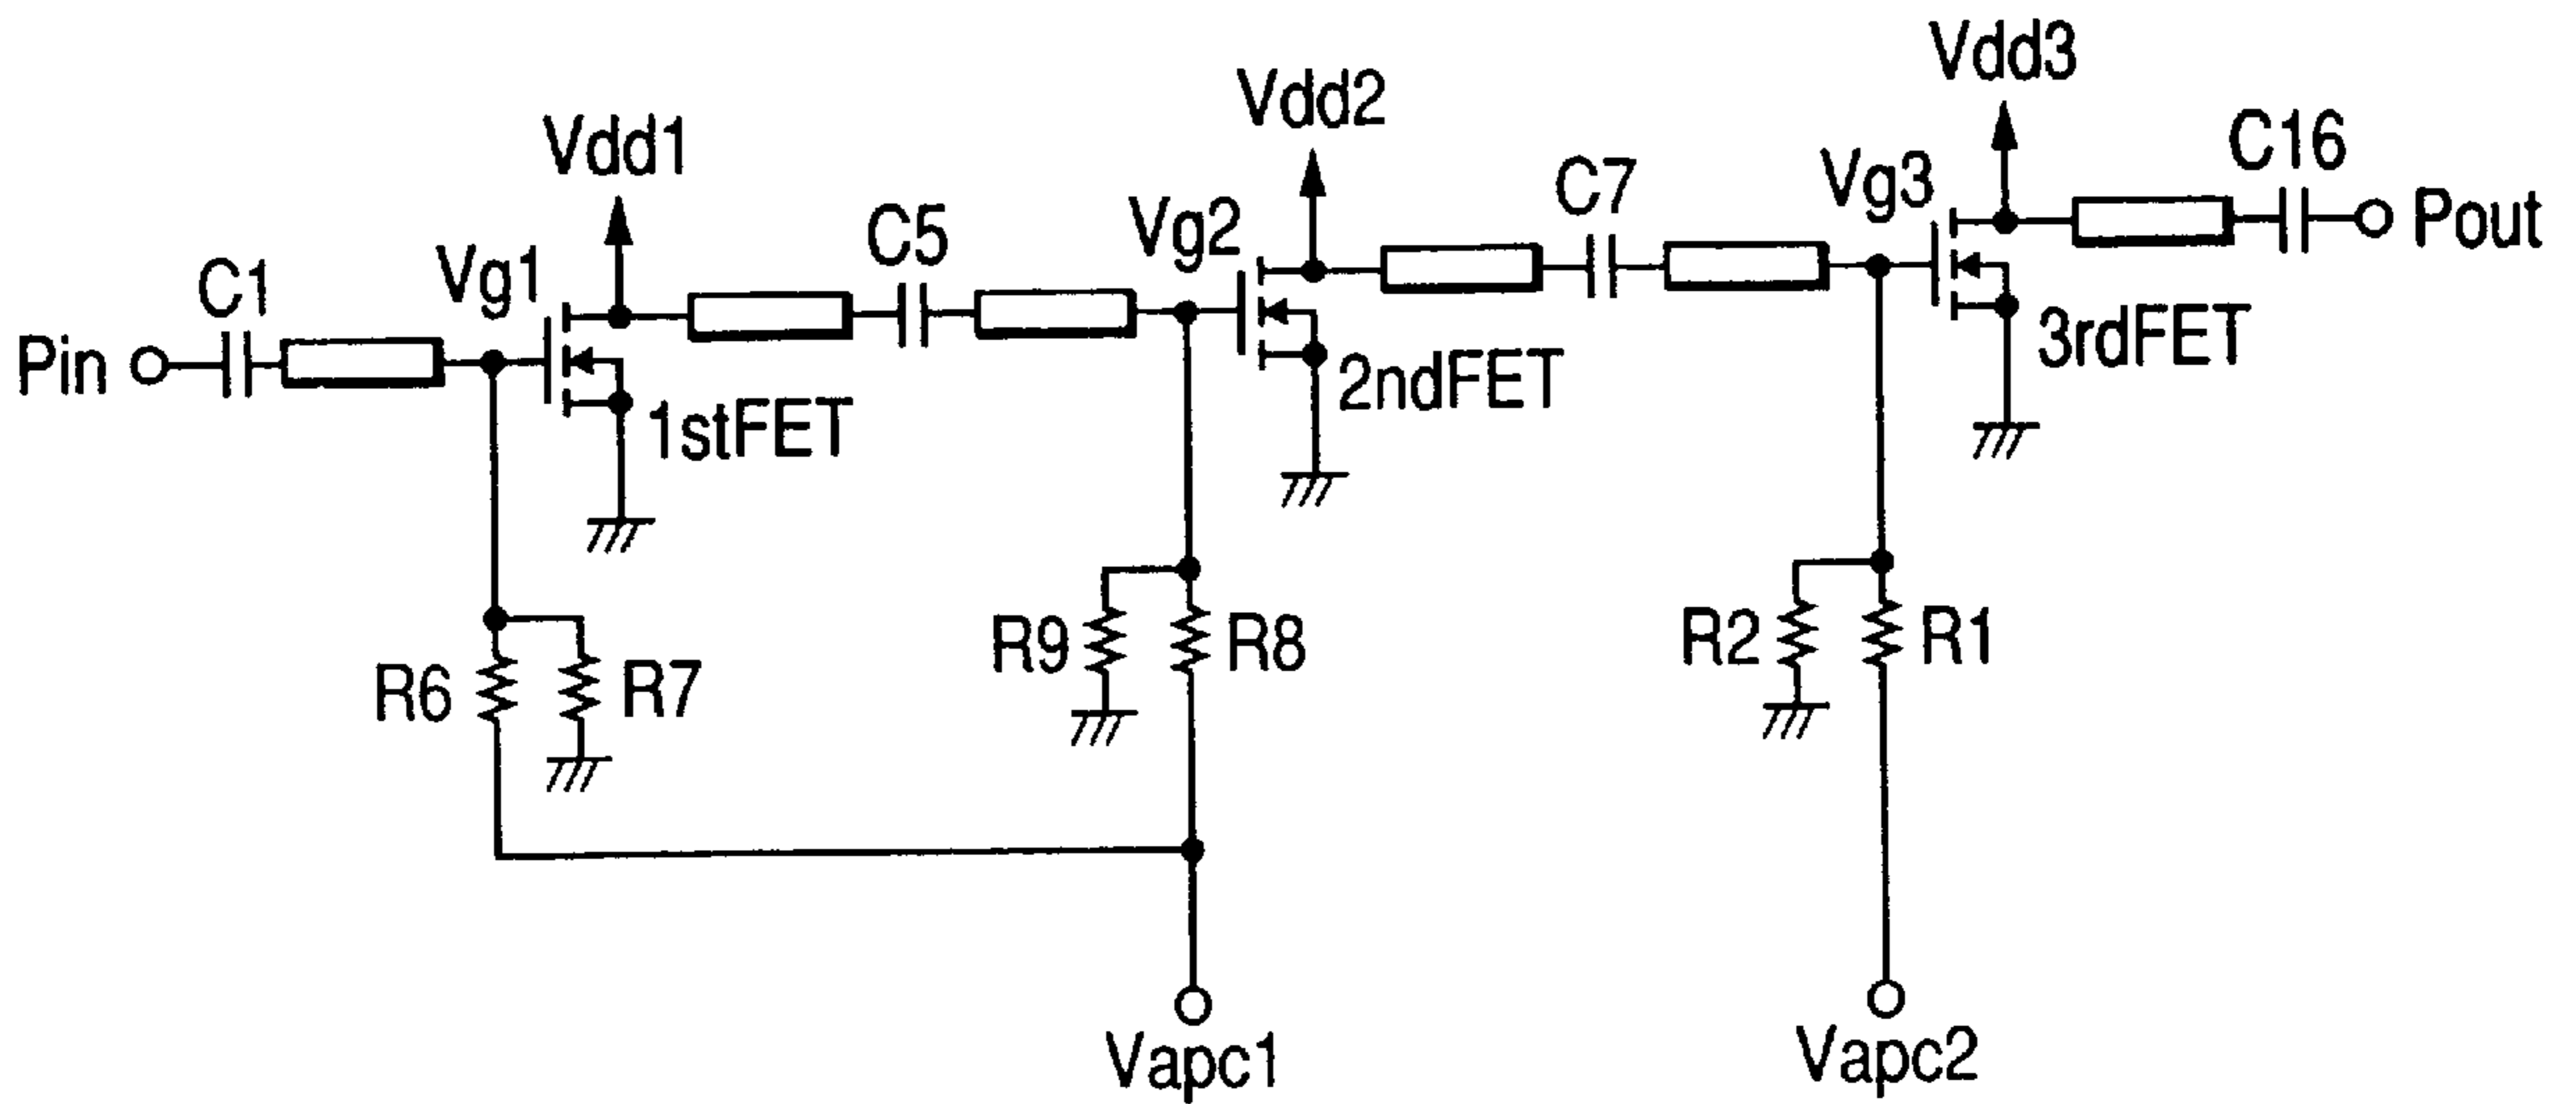 Vdd3
Vdd2
C16
Vdd1
C7
Vg3
Pout
C5
Vg2
Vg1
C1
3rdFET
Pin
2ndFET
1stFET
R9
R8
R2
R1
R6
R7
Vapc1
Vapc2